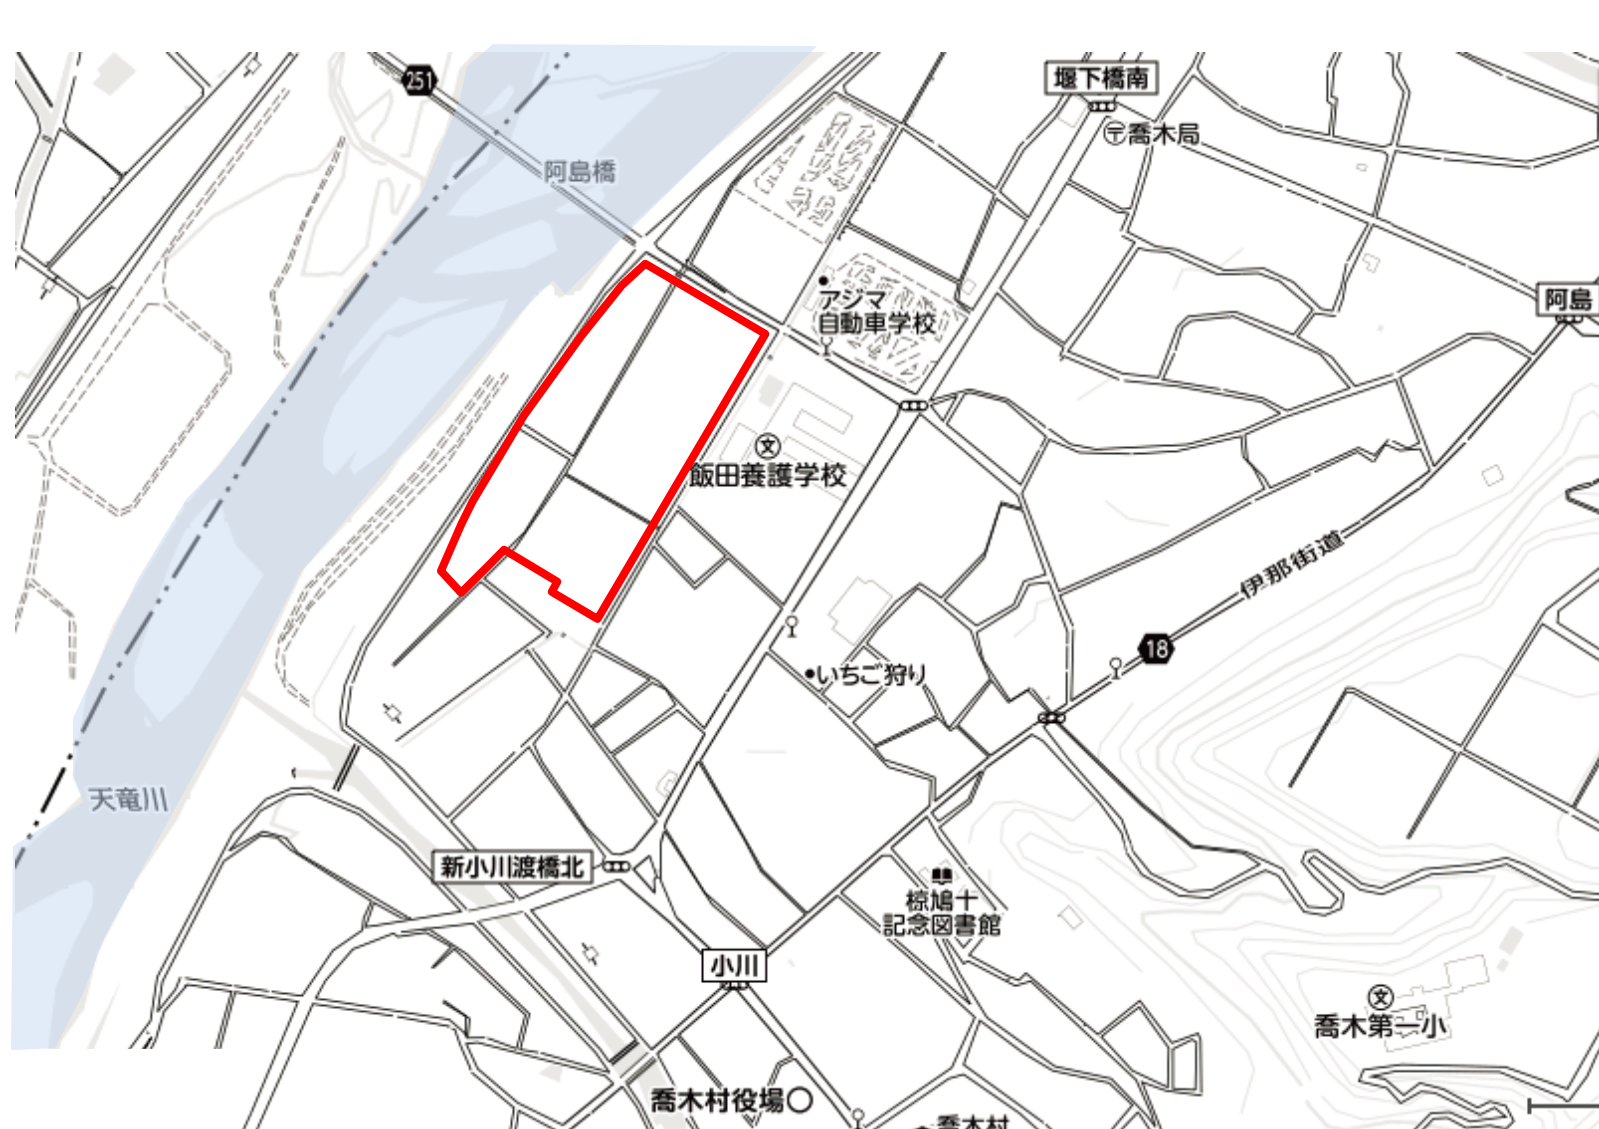 251
堰下橋南
喬木局
阿島橋
アジマ
自動車学校
阿島
飯田養護学校
伊那街道
18
いちご狩り
天竜川
新小川渡橋北
椋鳩十
記念図書館
小川
喬木第一小
喬木村役場
喬木村